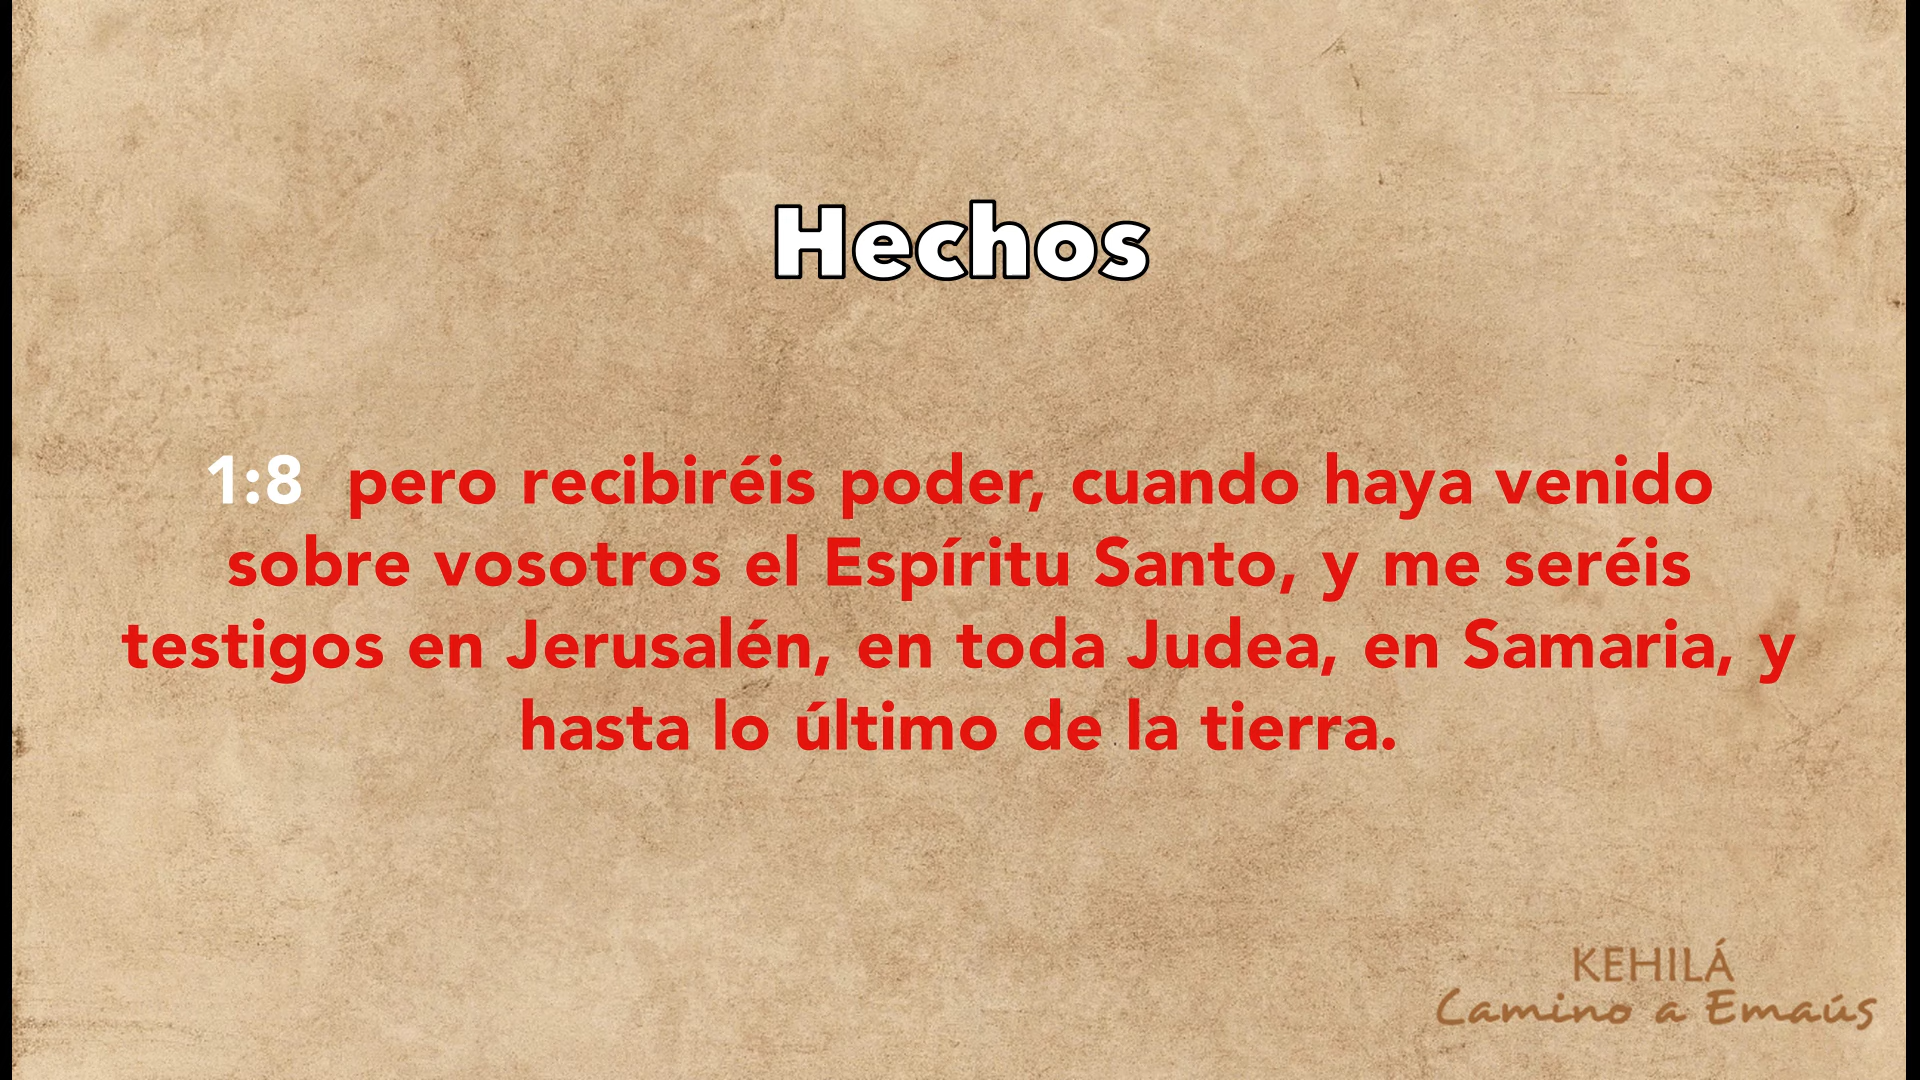 Hechos
1:8 pero recibiréis poder, cuando haya venido
sobre vosotros el Espíritu Santo, y me seréis
testigos en Jerusalén, en toda Judea, en Samaria, y
hasta lo último de la tierra.
KEHILÁ
Camino a Emaús